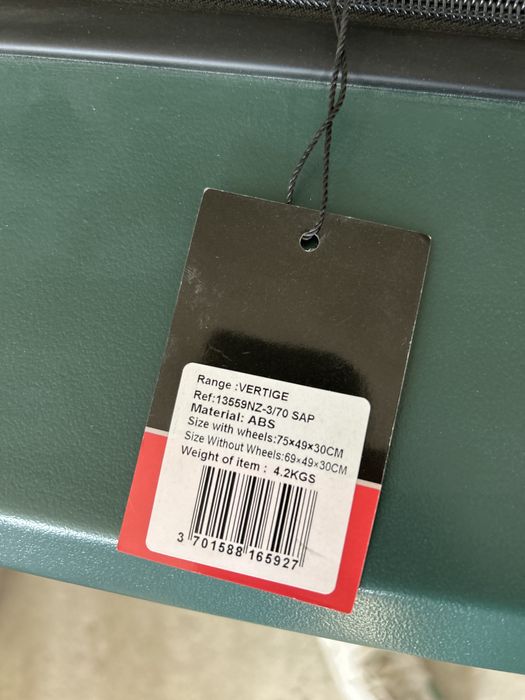 Range :VERTIGE
Ref:13559NZ-3/70 SAP
Material: ABS
Size with wheels:75×49×30CM
Size Without Wheels:69×49×30CM
Weight of item : 4.2KGS
3 701588 165927